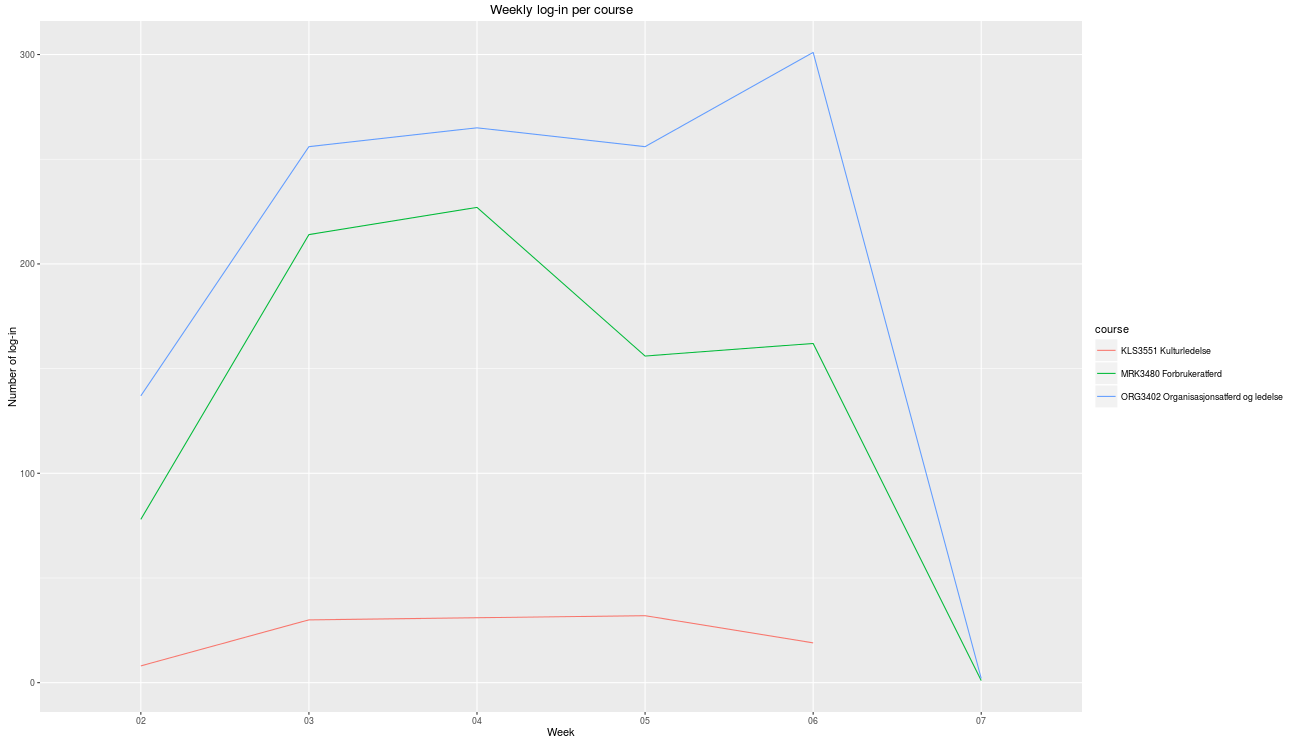 Weekly log-in per course
300
200
100
0
Number of log-in
02 03 04 05 06 07
Week
course
KLS3551 Kulturledelse
MRK3480 Forbrukeratferd
ORG3402 Organisasjonsatferd og ledelse